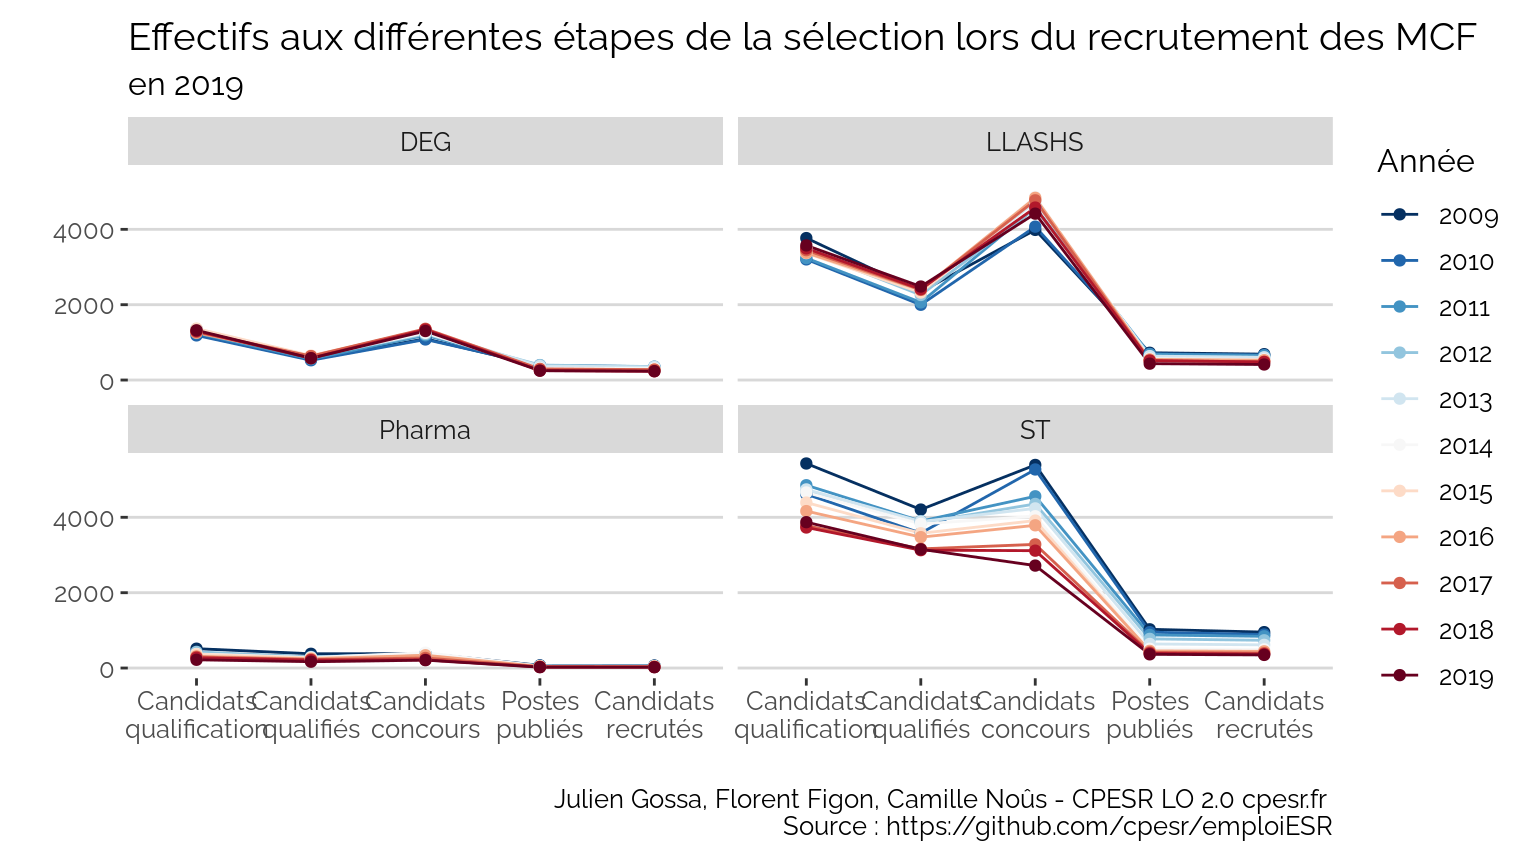 Effectifs aux différentes étapes de la sélection lors du recrutement des MCF
en 2019
DEG
LLASHS
4000
2000
0
Pharma
ST
4000
2000
0
Candidats qualification
Candidats qualifiés
Candidats concours
Postes publiés
Candidats recrutés
Candidats qualification
Candidats qualifiés
Candidats concours
Postes publiés
Candidats recrutés
Année
2009
2010
2011
2012
2013
2014
2015
2016
2017
2018
2019
Julien Gossa, Florent Figon, Camille Noûs - CPESR LO 2.0 cpesr.fr
Source : https://github.com/cpesr/emploiESR